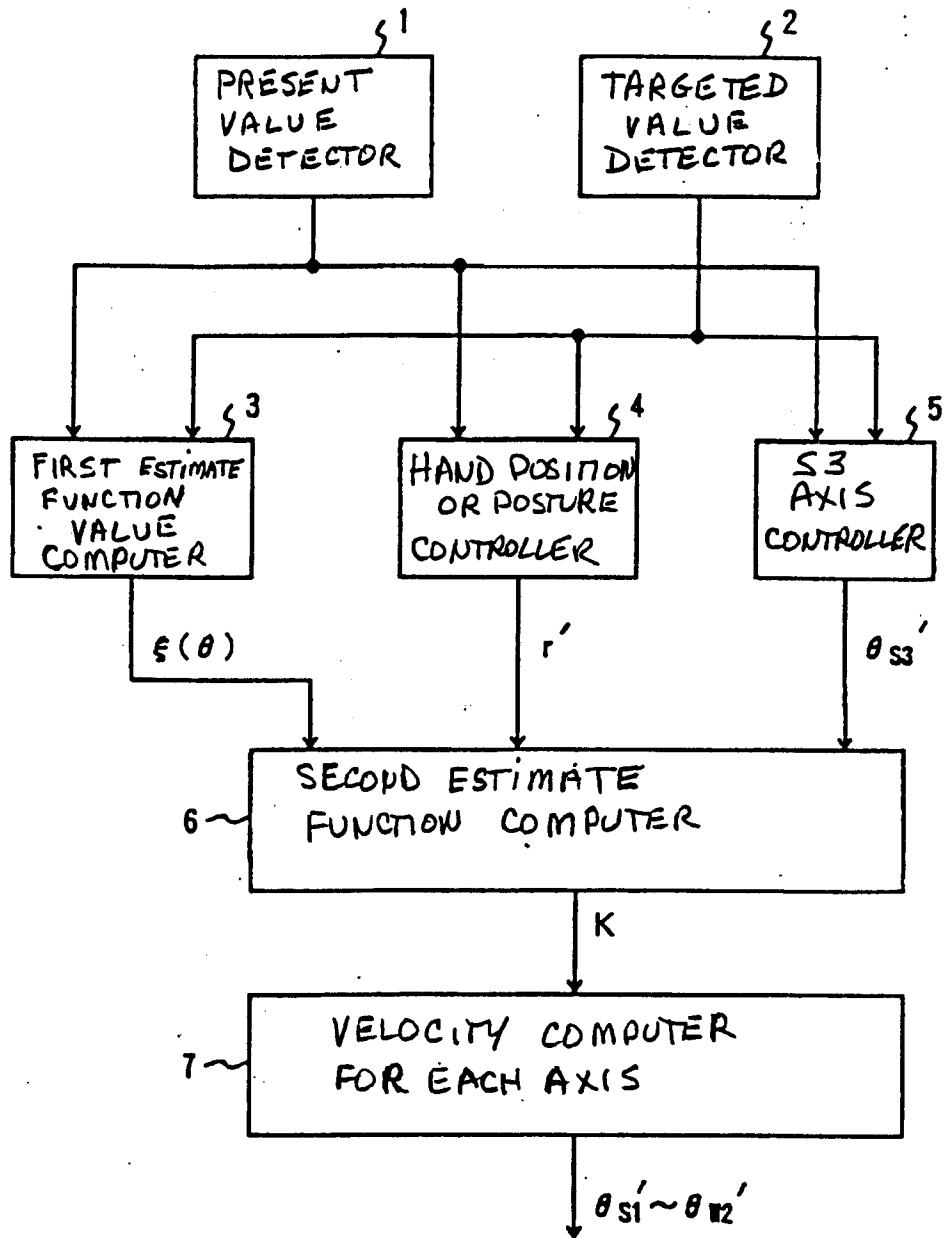 1
2
PRESENT
VALUE
DETECTOR
TARGETED
VALUE
DETECTOR
3
4
5
FIRST ESTIMATE
FUNCTION
VALUE
COMPUTER
HAND POSITION
OR POSTURE
CONTROLLER
S3
AXIS
CONTROLLER
ξ(θ)
r′
θS3′
SECOND ESTIMATE
FUNCTION COMPUTER
6
K
VELOCITY COMPUTER
FOR EACH AXIS
7
θS1′~θW2′